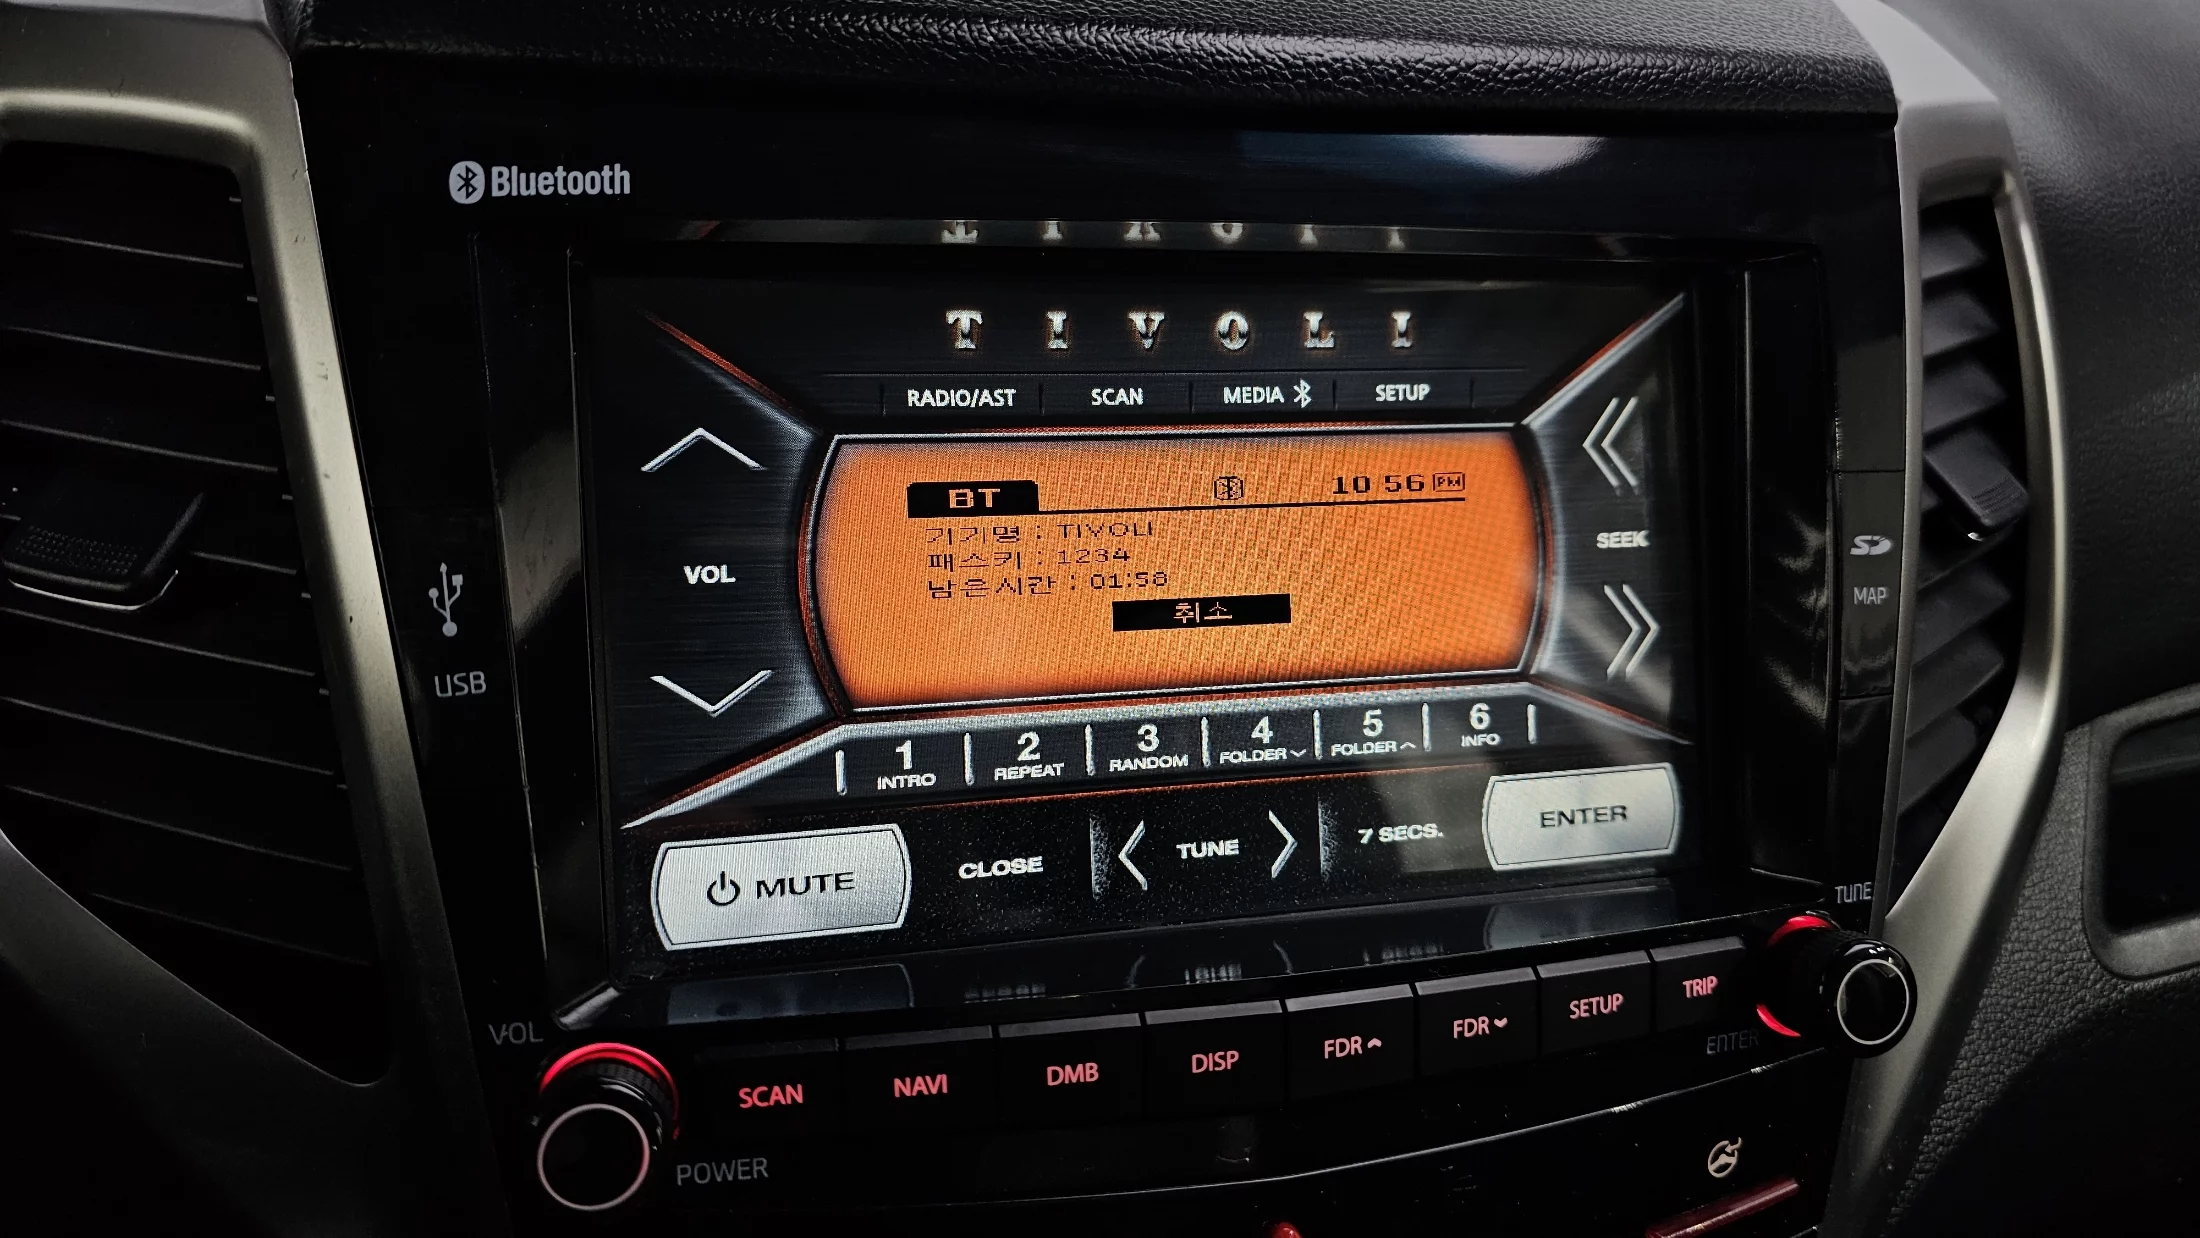 Bluetooth
TIVOLI
RADIO/AST SCAN MEDIA SETUP
BT 10 56 PM
기기명 : TIVOLI
패스키 : 1234
남은시간 : 01:58
취소
VOL
SEEK
USB
MAP
1 2 3 4 5 6
INTRO REPEAT RANDOM FOLDER FOLDER INFO
MUTE CLOSE TUNE 7 SECS. ENTER
TUNE
VOL
SCAN NAVI DMB DISP FDR FDR SETUP TRIP
ENTER
POWER